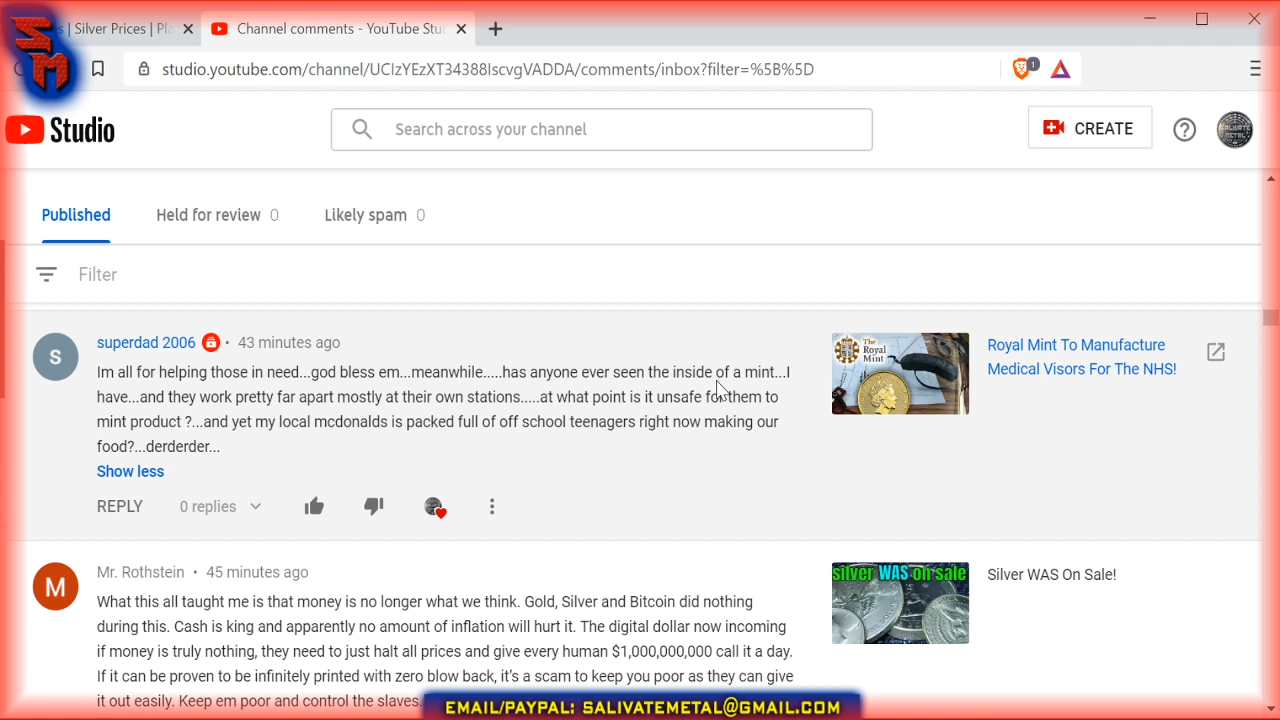 SM
s | Silver Prices | Pla
Channel comments - YouTube Stu
studio.youtube.com/channel/UCIzYEzXT34388IscvgVADDA/comments/inbox?filter=%5B%5D
1
Studio
Search across your channel
CREATE
SALIVATE METAL
Published
Held for review 0
Likely spam 0
Filter
S
superdad 2006 • 43 minutes ago
Im all for helping those in need...god bless em...meanwhile.....has anyone ever seen the inside of a mint...I
have...and they work pretty far apart mostly at their own stations.....at what point is it unsafe for them to
mint product ?...and yet my local mcdonalds is packed full of off school teenagers right now making our
food?...derderder...
Show less
REPLY
0 replies
The Royal Mint
Royal Mint To Manufacture
Medical Visors For The NHS!
M
Mr. Rothstein • 45 minutes ago
What this all taught me is that money is no longer what we think. Gold, Silver and Bitcoin did nothing
during this. Cash is king and apparently no amount of inflation will hurt it. The digital dollar now incoming
if money is truly nothing, they need to just halt all prices and give every human $1,000,000,000 call it a day.
If it can be proven to be infinitely printed with zero blow back, it's a scam to keep you poor as they can give
it out easily. Keep em poor and control the slaves.
silver WAS on sale
Silver WAS On Sale!
EMAIL/PAYPAL: SALIVATEMETAL@GMAIL.COM